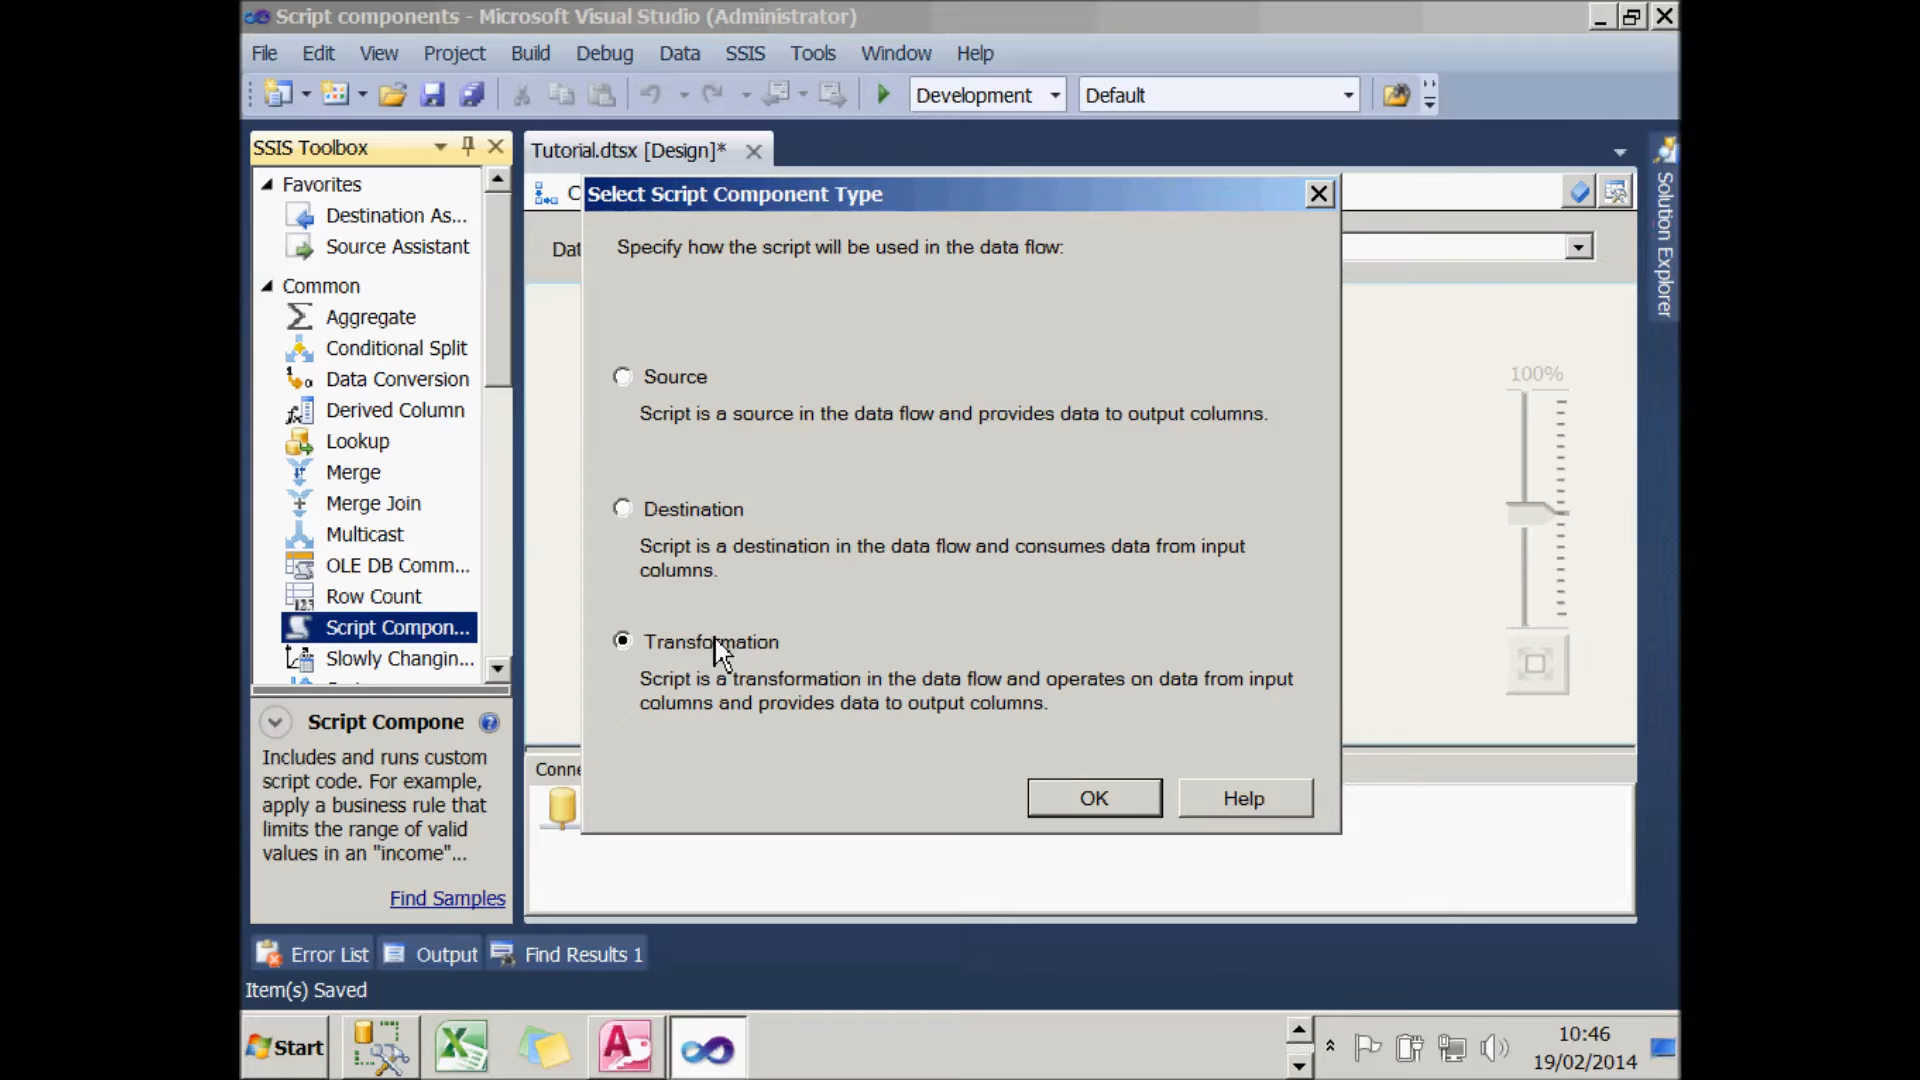 Script components - Microsoft Visual Studio (Administrator)
File Edit View Project Build Debug Data SSIS Tools Window Help
Development Default
SSIS Toolbox
Tutorial.dtsx [Design]*
Favorites
Destination As...
Source Assistant
Common
Aggregate
Conditional Split
Data Conversion
Derived Column
Lookup
Merge
Merge Join
Multicast
OLE DB Comm...
Row Count
Script Compon...
Slowly Changin...
Script Compone
Includes and runs custom
script code. For example,
apply a business rule that
limits the range of valid
values in an "income"...
Find Samples
C
Dat
Select Script Component Type
Specify how the script will be used in the data flow:
Source
Script is a source in the data flow and provides data to output columns.
Destination
Script is a destination in the data flow and consumes data from input
columns.
Transformation
Script is a transformation in the data flow and operates on data from input
columns and provides data to output columns.
OK Help
100%
Solution Explorer
Conne
Error List Output Find Results 1
Item(s) Saved
Start
10:46
19/02/2014